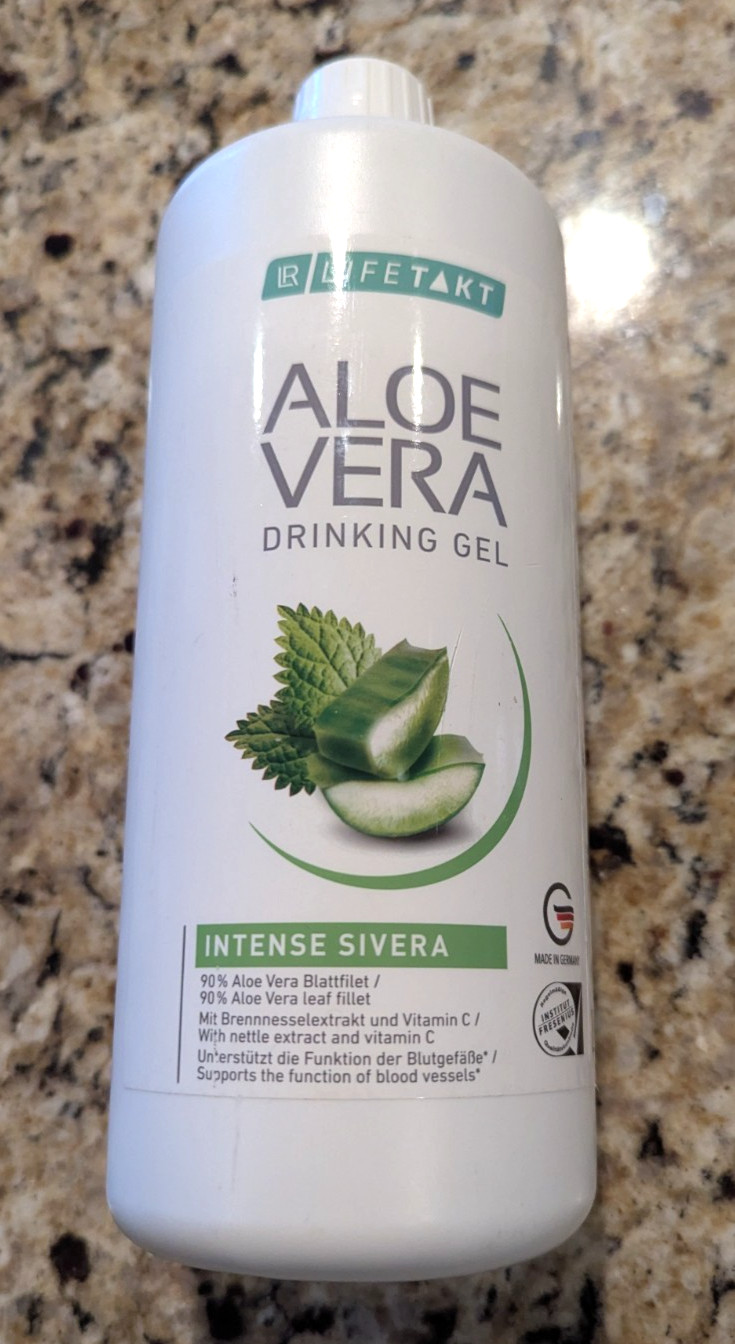 LR LIFETAKT
ALOE
VERA
DRINKING GEL
INTENSE SIVERA
90% Aloe Vera Blattfilet /
90% Aloe Vera leaf fillet
Mit Brennnesselextrakt und Vitamin C /
With nettle extract and vitamin C
Unterstützt die Funktion der Blutgefäße* /
Supports the function of blood vessels*
MADE IN GERMANY
INSTITUT
FRESENIUS